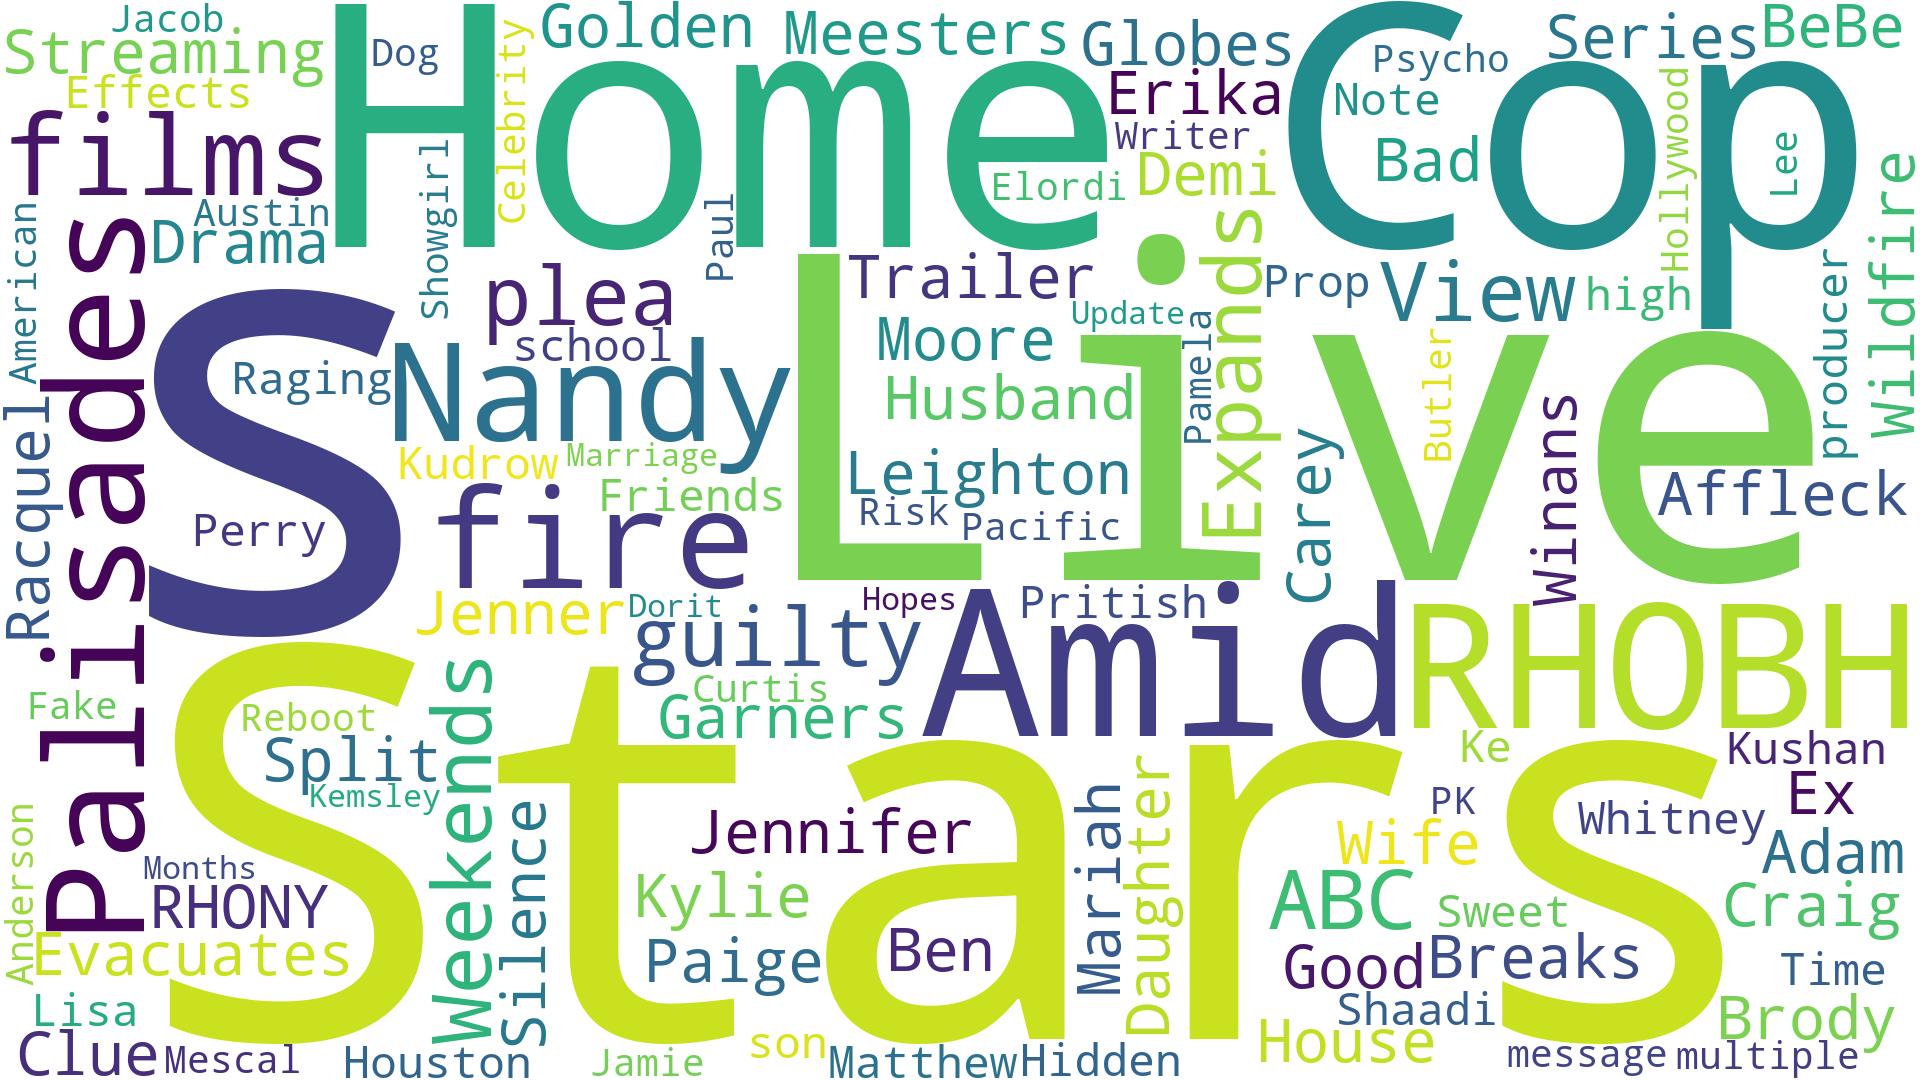 Jacob
Streaming
Effects
films
Austin
Drama
American
Palisades
Racquel
Home
Dog
Celebrity
Showgirl
Golden
Meesters
Globes
Erika
Writer
Demi
Elordi
Paul
Cop
Psycho
Note
Bad
Series
BeBe
Hollywood
Lee
Wildfire
S
Raging
Perry
plea
school
Nandy
Kudrow
Marriage
Friends
fire
Live
Trailer
Update
Moore
Husband
Pamela
Expands
Leighton
Risk
Pacific
Prop
View
high
Butler
producer
Carey
Winans
Affleck
Jenner
Dorit
guilty
Hopes
Pritish
Amid
RHOBH
Curtis
Garners
Fake
Reboot
Split
Kemsley
Weekends
Silence
Stars
Ke
Kushan
Ex
PK
Whitney
Wife
Adam
Jennifer
Kylie
Paige
Ben
Mariah
Daughter
ABC
Sweet
Craig
Good
Breaks
Time
Shaadi
House
Brody
Anderson
Months
RHONY
Evacuates
Lisa
Clue
Mescal
Houston
Jamie
son
Matthew
Hidden
message
multiple